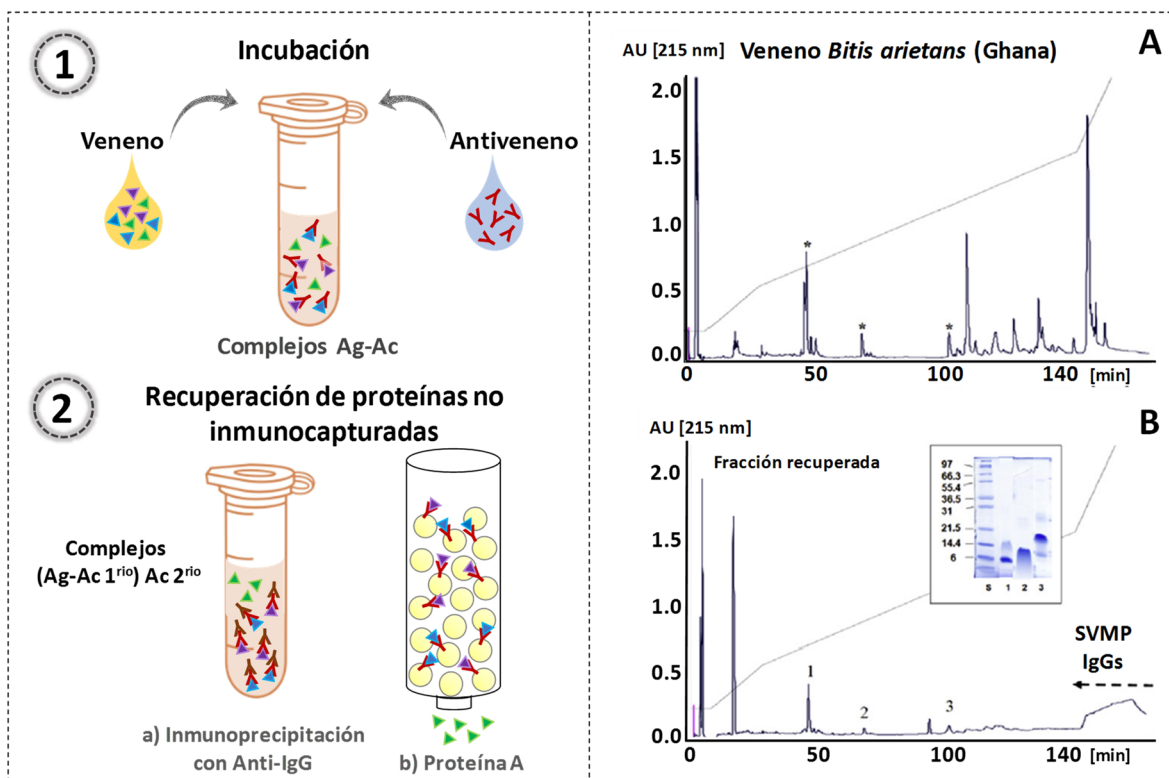 1
Incubación
Veneno
Antiveneno
Complejos Ag-Ac
2
Recuperación de proteínas no
inmunocapturadas
Complejos
(Ag-Ac 1rio) Ac 2rio
a) Inmunoprecipitación
con Anti-IgG
b) Proteína A
A
AU [215 nm]
Veneno Bitis arietans (Ghana)
2.0
1.5
1.0
0.5
0.0
*
*
*
0
50
100
140
[min]
B
AU [215 nm]
Fracción recuperada
2.0
1.5
1.0
0.5
0.0
97
66.3
55.4
36.5
31
21.5
14.4
6
S 1 2 3
SVMP
IgGs
1
2
3
0
50
100
140
[min]